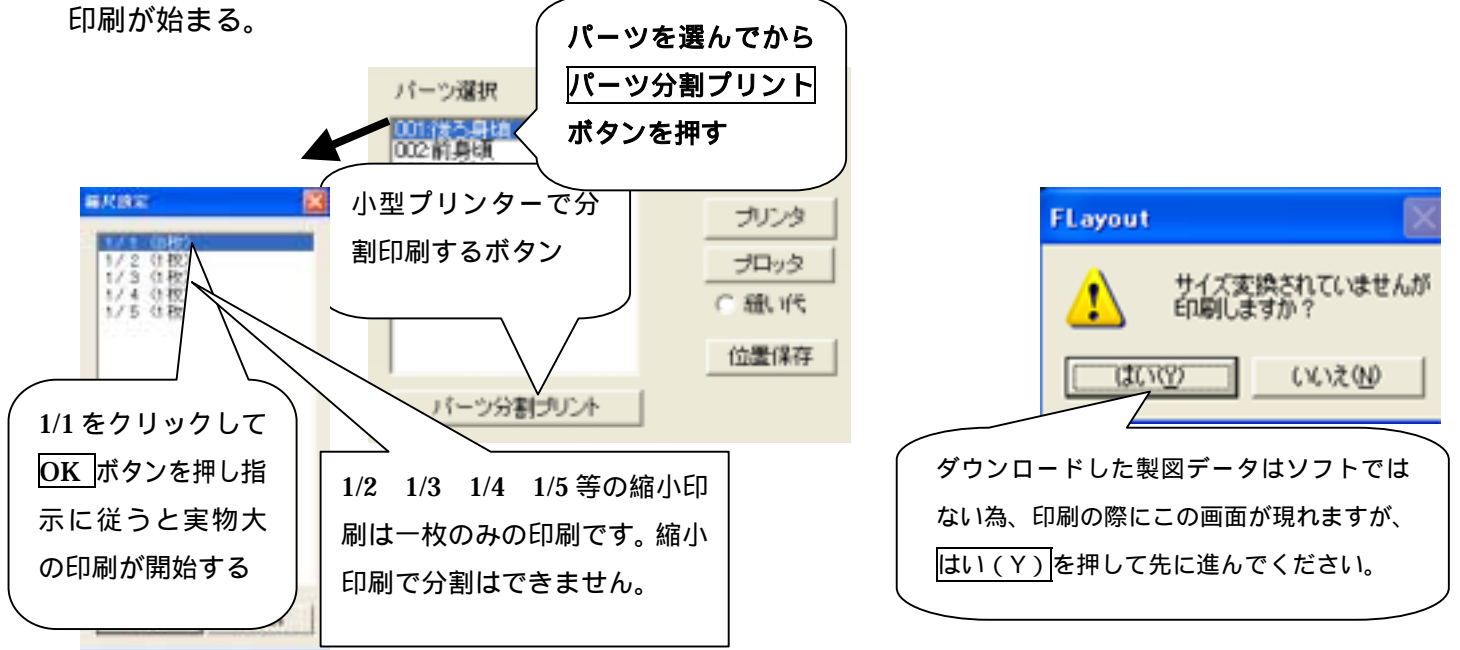 印刷が始まる。
パーツを選んでから
パーツ分割プリント
ボタンを押す
パーツ選択
001:後ろ身頃
002:前身頃
小型プリンターで分
割印刷するボタン
プリンタ
プロッタ
縫い代
位置保存
パーツ分割プリント
縮尺設定
1/1
1/2 (1枚)
1/3 (1枚
1/4 (1枚
1/5 (1枚)
1/1 をクリックして
OK ボタンを押し指
示に従うと実物大
の印刷が開始する
1/2 1/3 1/4 1/5 等の縮小印
刷は一枚のみの印刷です。縮小
印刷で分割はできません。
FLayout
サイズ変換されていませんが
印刷しますか？
はい(Y)
いいえ(N)
ダウンロードした製図データはソフトでは
ない為、印刷の際にこの画面が現れますが、
はい（Y）を押して先に進んでください。